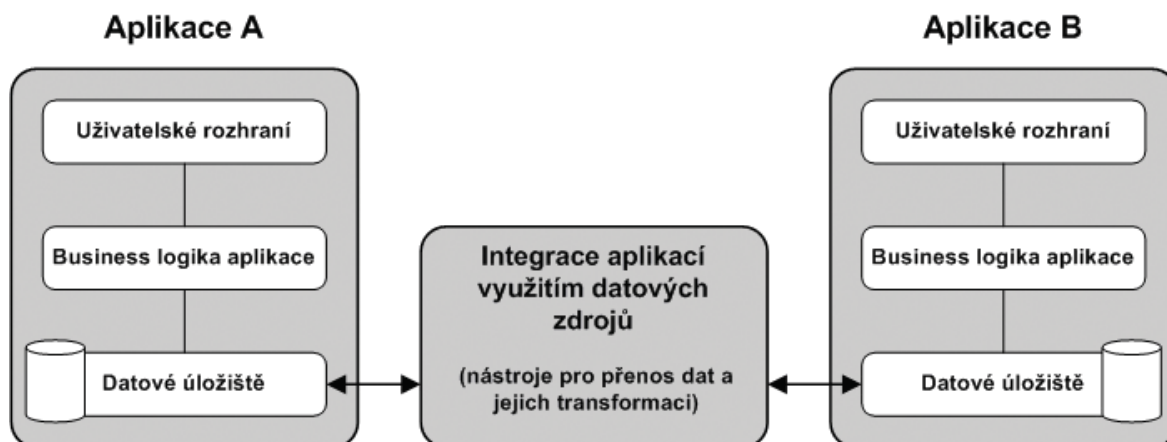 Aplikace A
Uživatelské rozhraní
Business logika aplikace
Datové úložiště
Integrace aplikací
využitím datových
zdrojů
(nástroje pro přenos dat a
jejich transformaci)
Aplikace B
Uživatelské rozhraní
Business logika aplikace
Datové úložiště